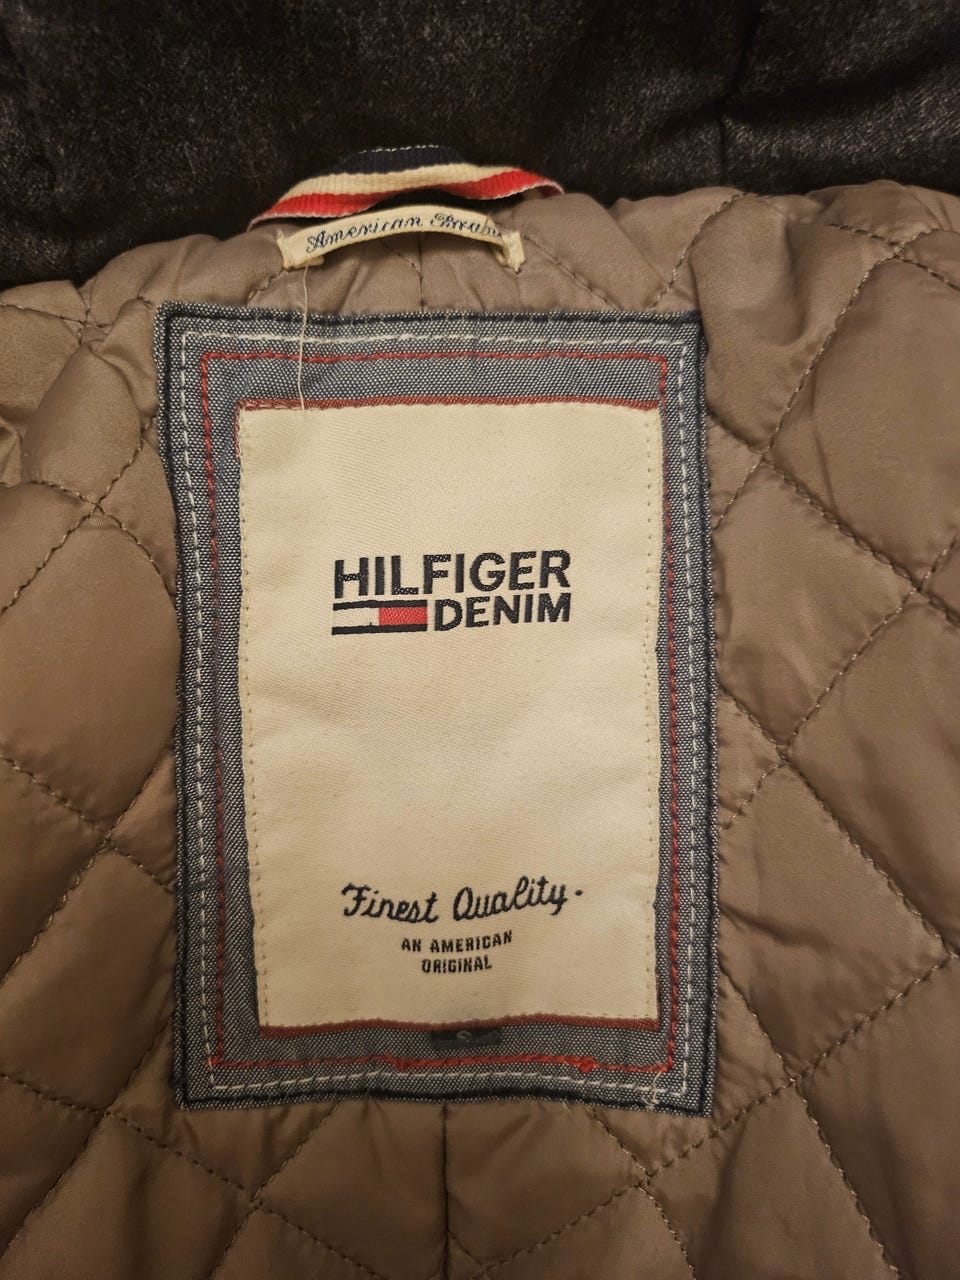 American Brand
HILFIGER
DENIM
Finest Quality.
AN AMERICAN
ORIGINAL
S